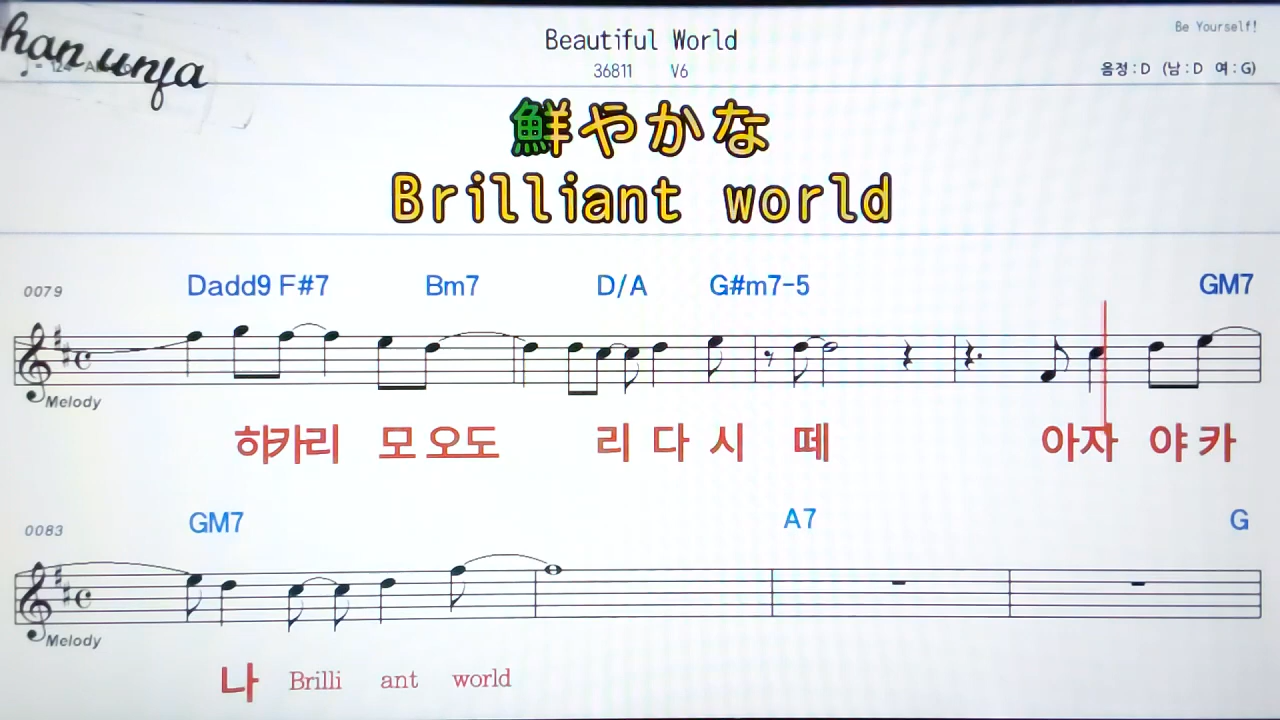 han unja
Be Yourself!
Beautiful World
36811 V6
음정:D (남:D 여:G)
鮮やかな
Brilliant world
0079 Dadd9 F#7 Bm7 D/A G#m7-5 GM7
Melody
하카리 모 오도 리 다 시 떼 아자 야 카
0083 GM7 A7 G
Melody
나 Brilli ant world